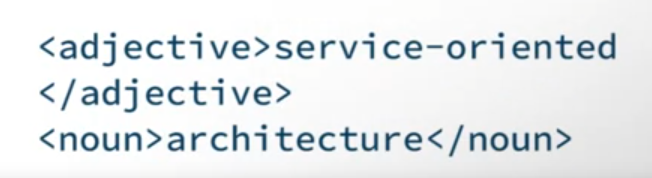 <adjective>service-oriented
</adjective>
<noun>architecture</noun>